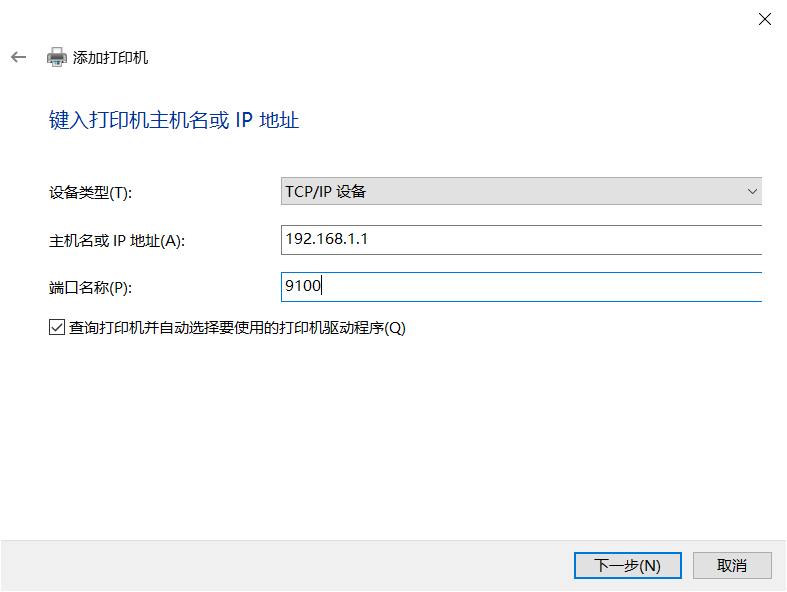 添加打印机
键入打印机主机名或 IP 地址
设备类型(T): TCP/IP 设备
主机名或 IP 地址(A): 192.168.1.1
端口名称(P): 9100
查询打印机并自动选择要使用的打印机驱动程序(Q)
下一步(N) 取消